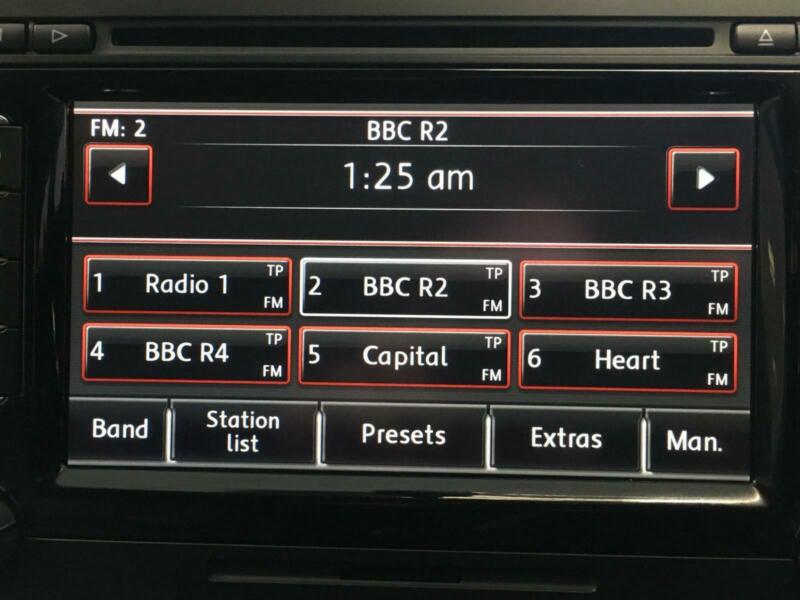 FM: 2
BBC R2
1:25 am
1 Radio 1 TP FM
2 BBC R2 TP FM
3 BBC R3 TP FM
4 BBC R4 TP FM
5 Capital TP FM
6 Heart TP FM
Band
Station
list
Presets
Extras
Man.